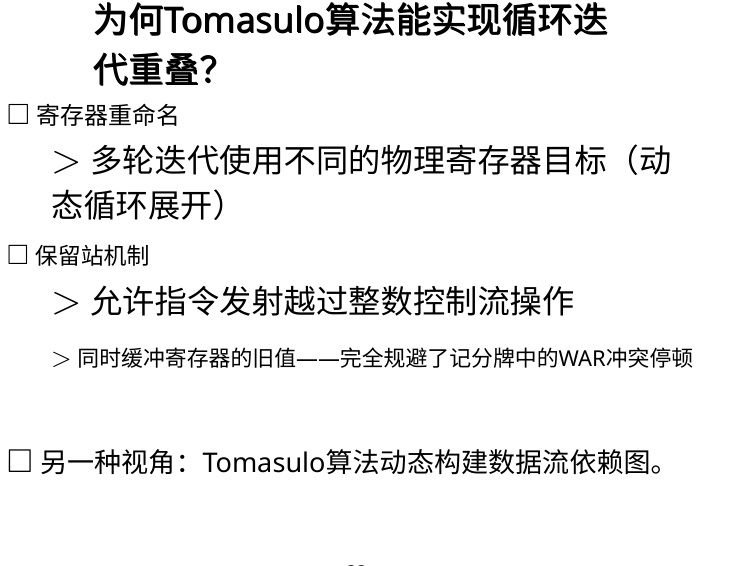 为何Tomasulo算法能实现循环迭
代重叠？
□ 寄存器重命名
＞ 多轮迭代使用不同的物理寄存器目标（动
态循环展开）
□ 保留站机制
＞ 允许指令发射越过整数控制流操作
＞ 同时缓冲寄存器的旧值——完全规避了记分牌中的WAR冲突停顿
□ 另一种视角：Tomasulo算法动态构建数据流依赖图。